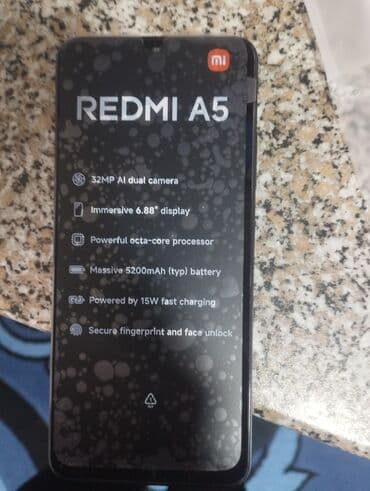 mi
REDMI A5
32MP AI dual camera
Immersive 6.88" display
Powerful octa-core processor
Massive 5200mAh (typ) battery
Powered by 15W fast charging
Secure fingerprint and face unlock